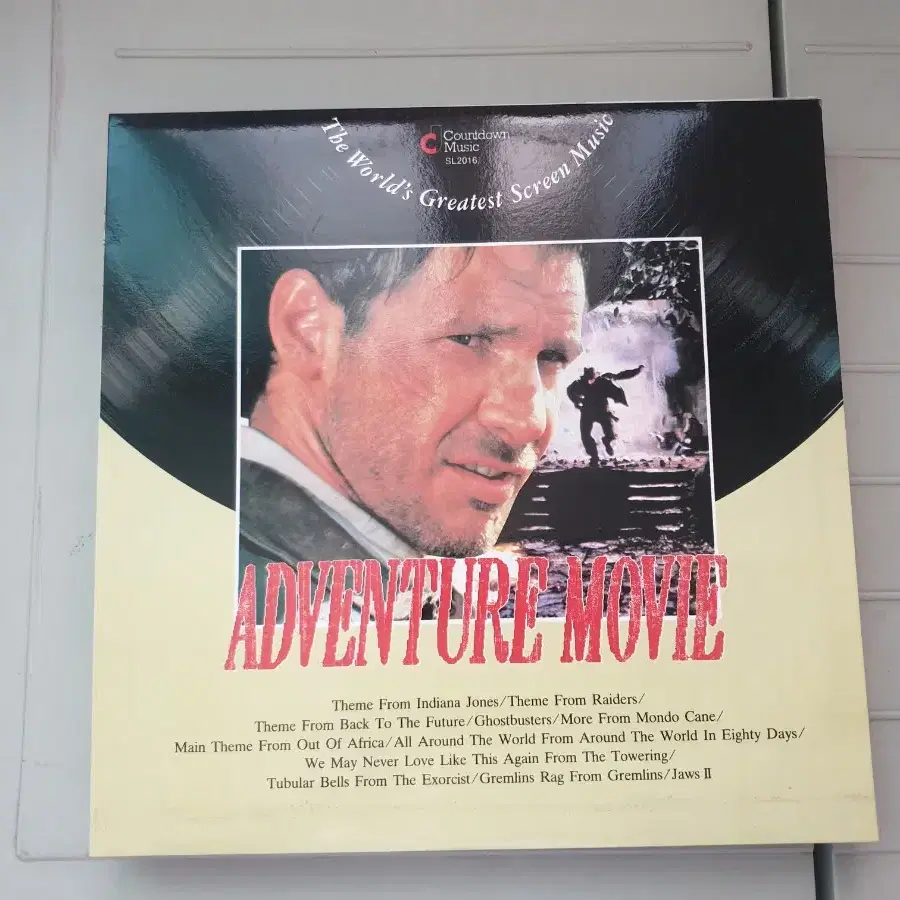 Countdown
Music
SL2016
The World's Greatest Screen Music
ADVENTURE MOVIE
Theme From Indiana Jones/Theme From Raiders/
Theme From Back To The Future/Ghostbusters/More From Mondo Cane/
Main Theme From Out Of Africa/All Around The World From Around The World In Eighty Days/
We May Never Love Like This Again From The Towering/
Tubular Bells From The Exorcist/Gremlins Rag From Gremlins/Jaws Ⅱ